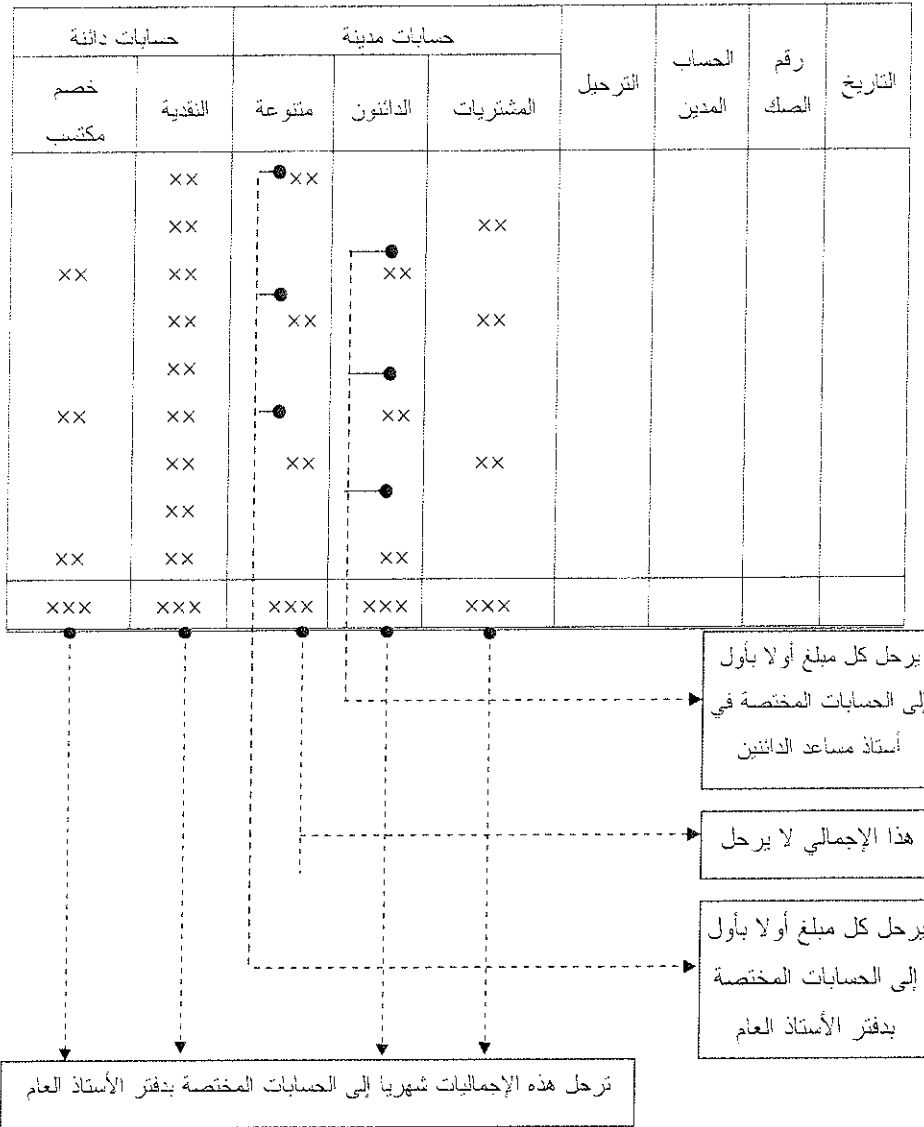 التاريخ
رقم
الصك
الحساب
المدين
الترحيل
حسابات مدينة
حسابات دائنة
المشتريات
الدائنون
متنوعة
النقدية
خصم
مكتسب
×× ××
×× ××
×× ×× ××
×× ×× ××
××
×× ×× ××
×× ×× ××
××
×× ×× ××
××× ××× ××× ××× ×××
يرحل كل مبلغ أولا بأول
إلى الحسابات المختصة في
أستاذ مساعد الدائنين
هذا الإجمالي لا يرحل
يرحل كل مبلغ أولا بأول
إلى الحسابات المختصة
بدفتر الأستاذ العام
ترحل هذه الإجماليات شهريا إلى الحسابات المختصة بدفتر الأستاذ العام